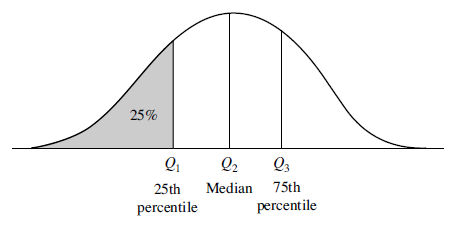 25%
Q₁ Q₂ Q₃
25th Median 75th
percentile percentile